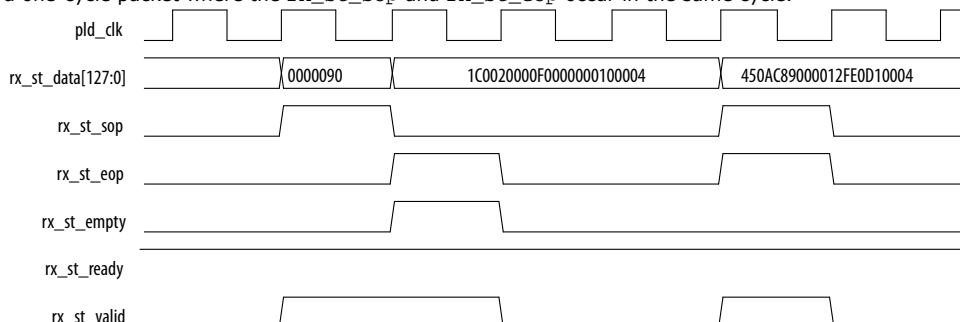 a one-cycle packet where the rx_st_sop and rx_st_eop occur in the same cycle.
pld_clk
rx_st_data[127:0] 0000090 1C0020000F0000000100004 450AC89000012FE0D10004
rx_st_sop
rx_st_eop
rx_st_empty
rx_st_ready
rx_st_valid